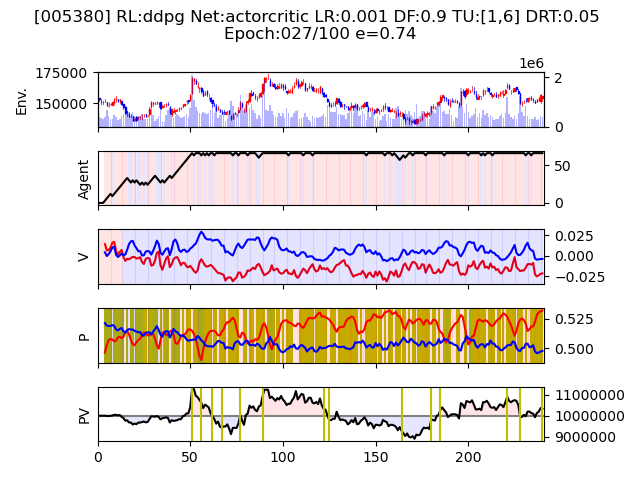 [005380] RL:ddpg Net:actorcritic LR:0.001 DF:0.9 TU:[1,6] DRT:0.05
Epoch:027/100 e=0.74
1e6
175000
150000
2
0
Env.
50
0
Agent
0.025
0.000
−0.025
V
0.525
0.500
P
11000000
10000000
9000000
PV
0 50 100 150 200